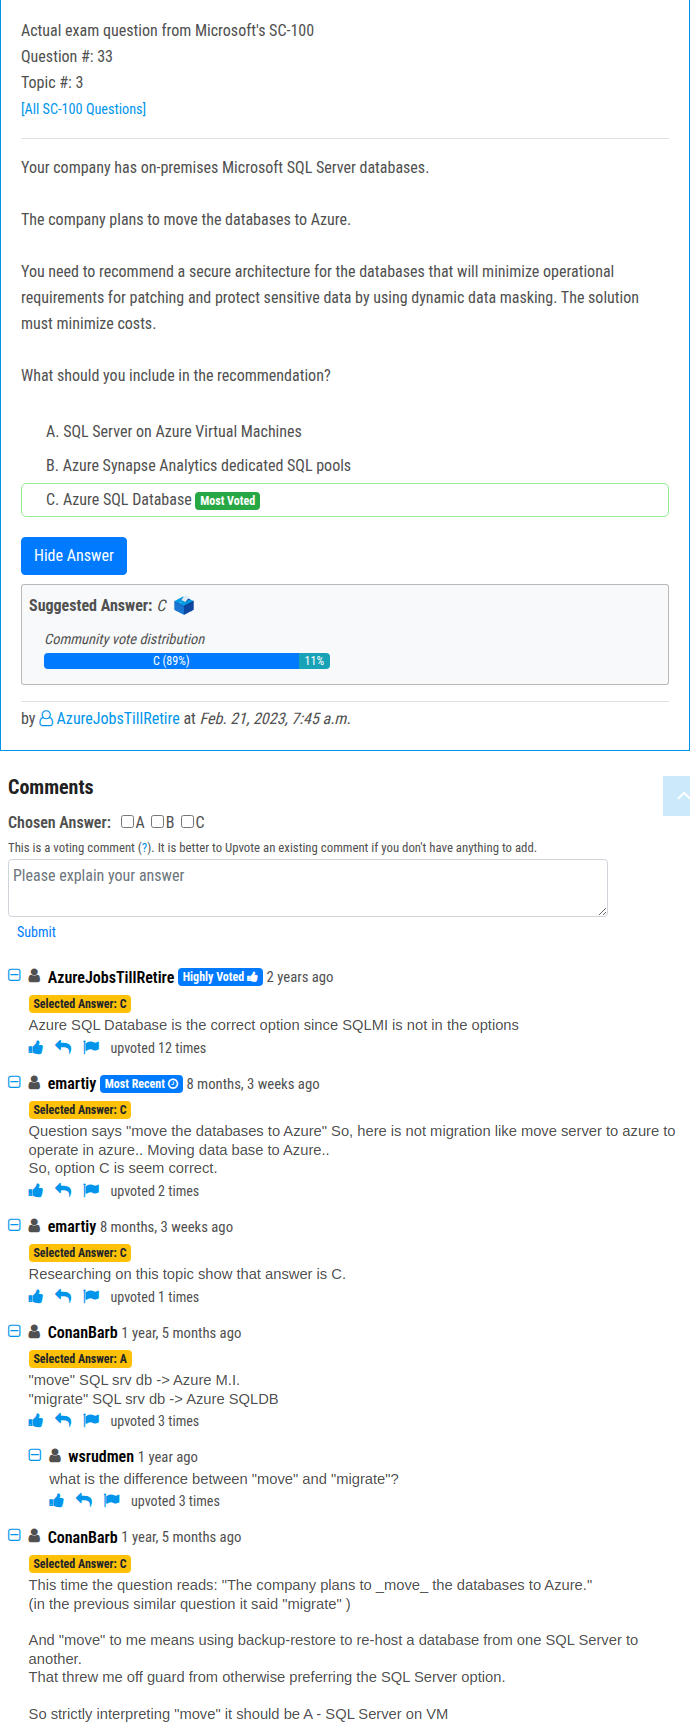 Actual exam question from Microsoft's SC-100
Question #: 33
Topic #: 3
[All SC-100 Questions]
Your company has on-premises Microsoft SQL Server databases.
The company plans to move the databases to Azure.
You need to recommend a secure architecture for the databases that will minimize operational
requirements for patching and protect sensitive data by using dynamic data masking. The solution
must minimize costs.
What should you include in the recommendation?
A. SQL Server on Azure Virtual Machines
B. Azure Synapse Analytics dedicated SQL pools
C. Azure SQL Database Most Voted
Hide Answer
Suggested Answer: C
Community vote distribution
C (89%) 11%
by AzureJobsTillRetire at Feb. 21, 2023, 7:45 a.m.
Comments
Chosen Answer: A B C
This is a voting comment (?). It is better to Upvote an existing comment if you don't have anything to add.
Please explain your answer
Submit
AzureJobsTillRetire Highly Voted 2 years ago
Selected Answer: C
Azure SQL Database is the correct option since SQLMI is not in the options
upvoted 12 times
emartiy Most Recent 8 months, 3 weeks ago
Selected Answer: C
Question says "move the databases to Azure" So, here is not migration like move server to azure to
operate in azure.. Moving data base to Azure..
So, option C is seem correct.
upvoted 2 times
emartiy 8 months, 3 weeks ago
Selected Answer: C
Researching on this topic show that answer is C.
upvoted 1 times
ConanBarb 1 year, 5 months ago
Selected Answer: A
"move" SQL srv db -> Azure M.I.
"migrate" SQL srv db -> Azure SQLDB
upvoted 3 times
wsrudmen 1 year ago
what is the difference between "move" and "migrate"?
upvoted 3 times
ConanBarb 1 year, 5 months ago
Selected Answer: C
This time the question reads: "The company plans to _move_ the databases to Azure."
(in the previous similar question it said "migrate" )
And "move" to me means using backup-restore to re-host a database from one SQL Server to
another.
That threw me off guard from otherwise preferring the SQL Server option.
So strictly interpreting "move" it should be A - SQL Server on VM